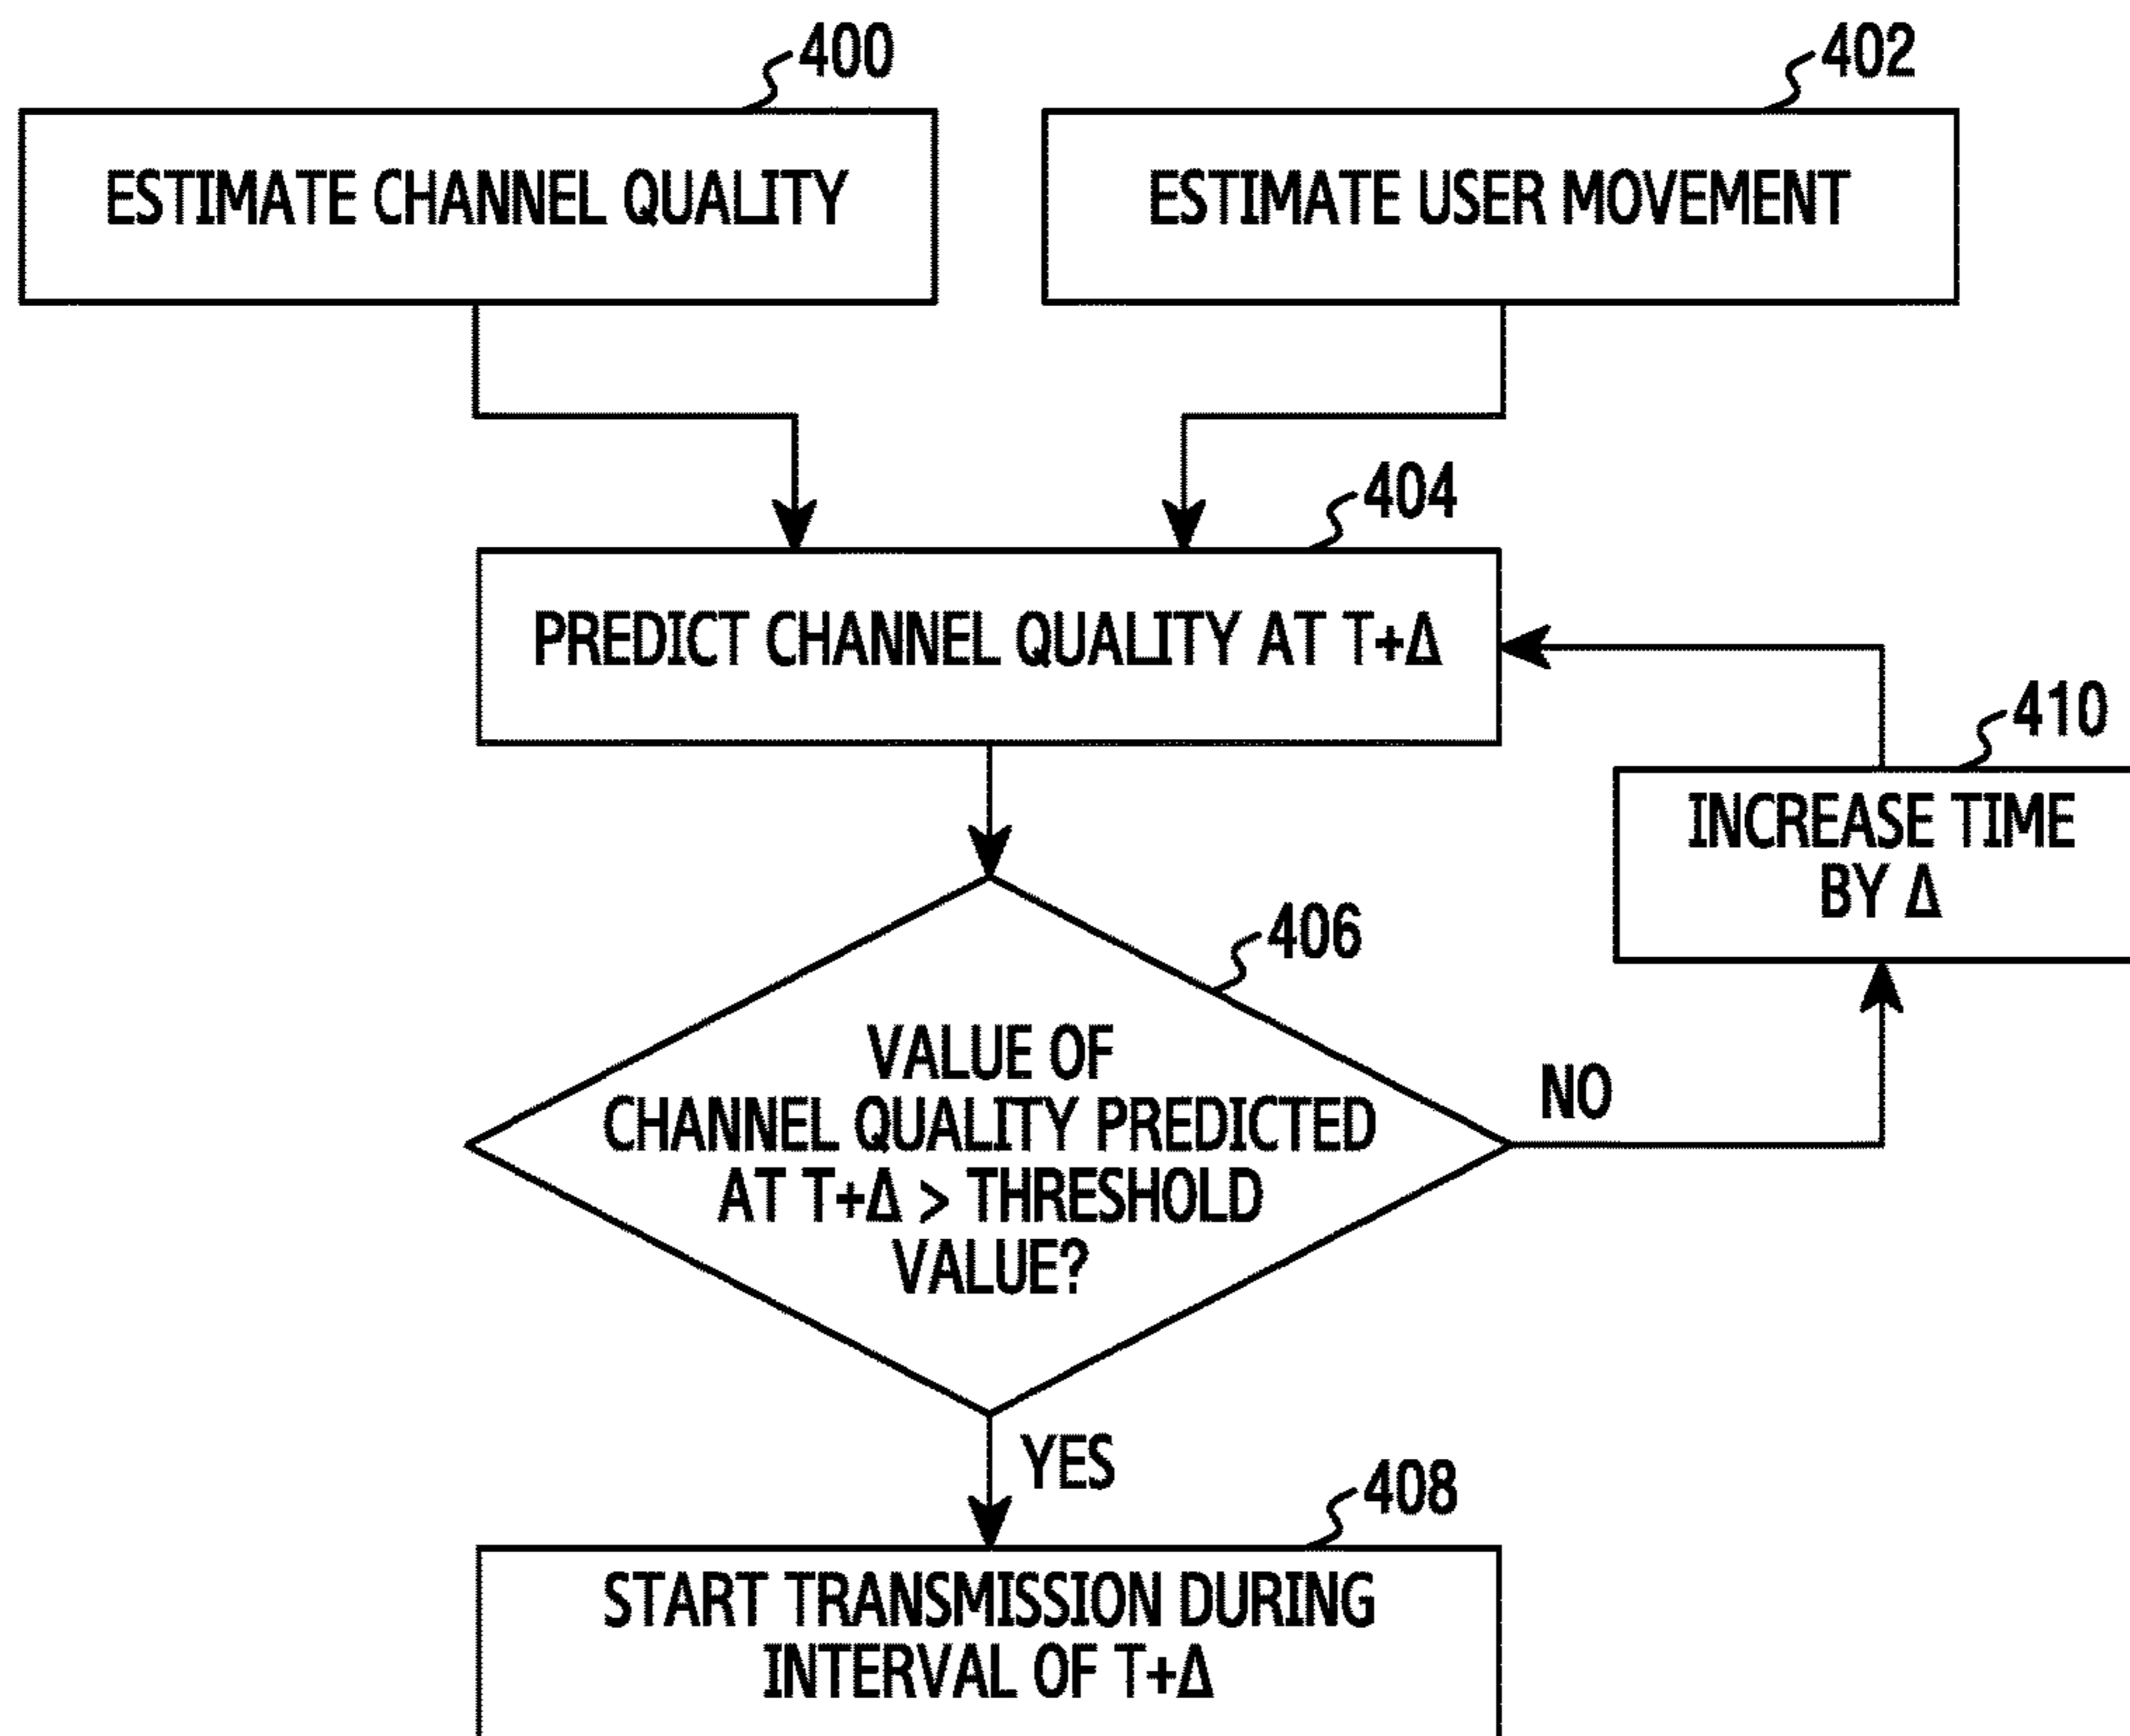 400
402
ESTIMATE CHANNEL QUALITY
ESTIMATE USER MOVEMENT
404
PREDICT CHANNEL QUALITY AT T+Δ
410
INCREASE TIME
BY Δ
406
VALUE OF
CHANNEL QUALITY PREDICTED
AT T+Δ > THRESHOLD
VALUE?
NO
YES
408
START TRANSMISSION DURING
INTERVAL OF T+Δ